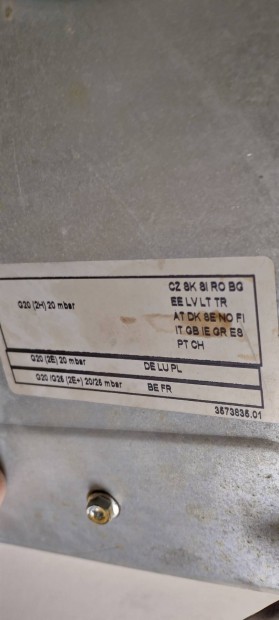 CZ SK SI RO BG
G20 (2H) 20 mbar EE LV LT TR
AT DK SE NO FI
IT GB IE GR ES
PT CH
G20 (2E) 20 mbar DE LU PL
G20 /G25 (2E+) 20/25 mbar BE FR
3573835.01